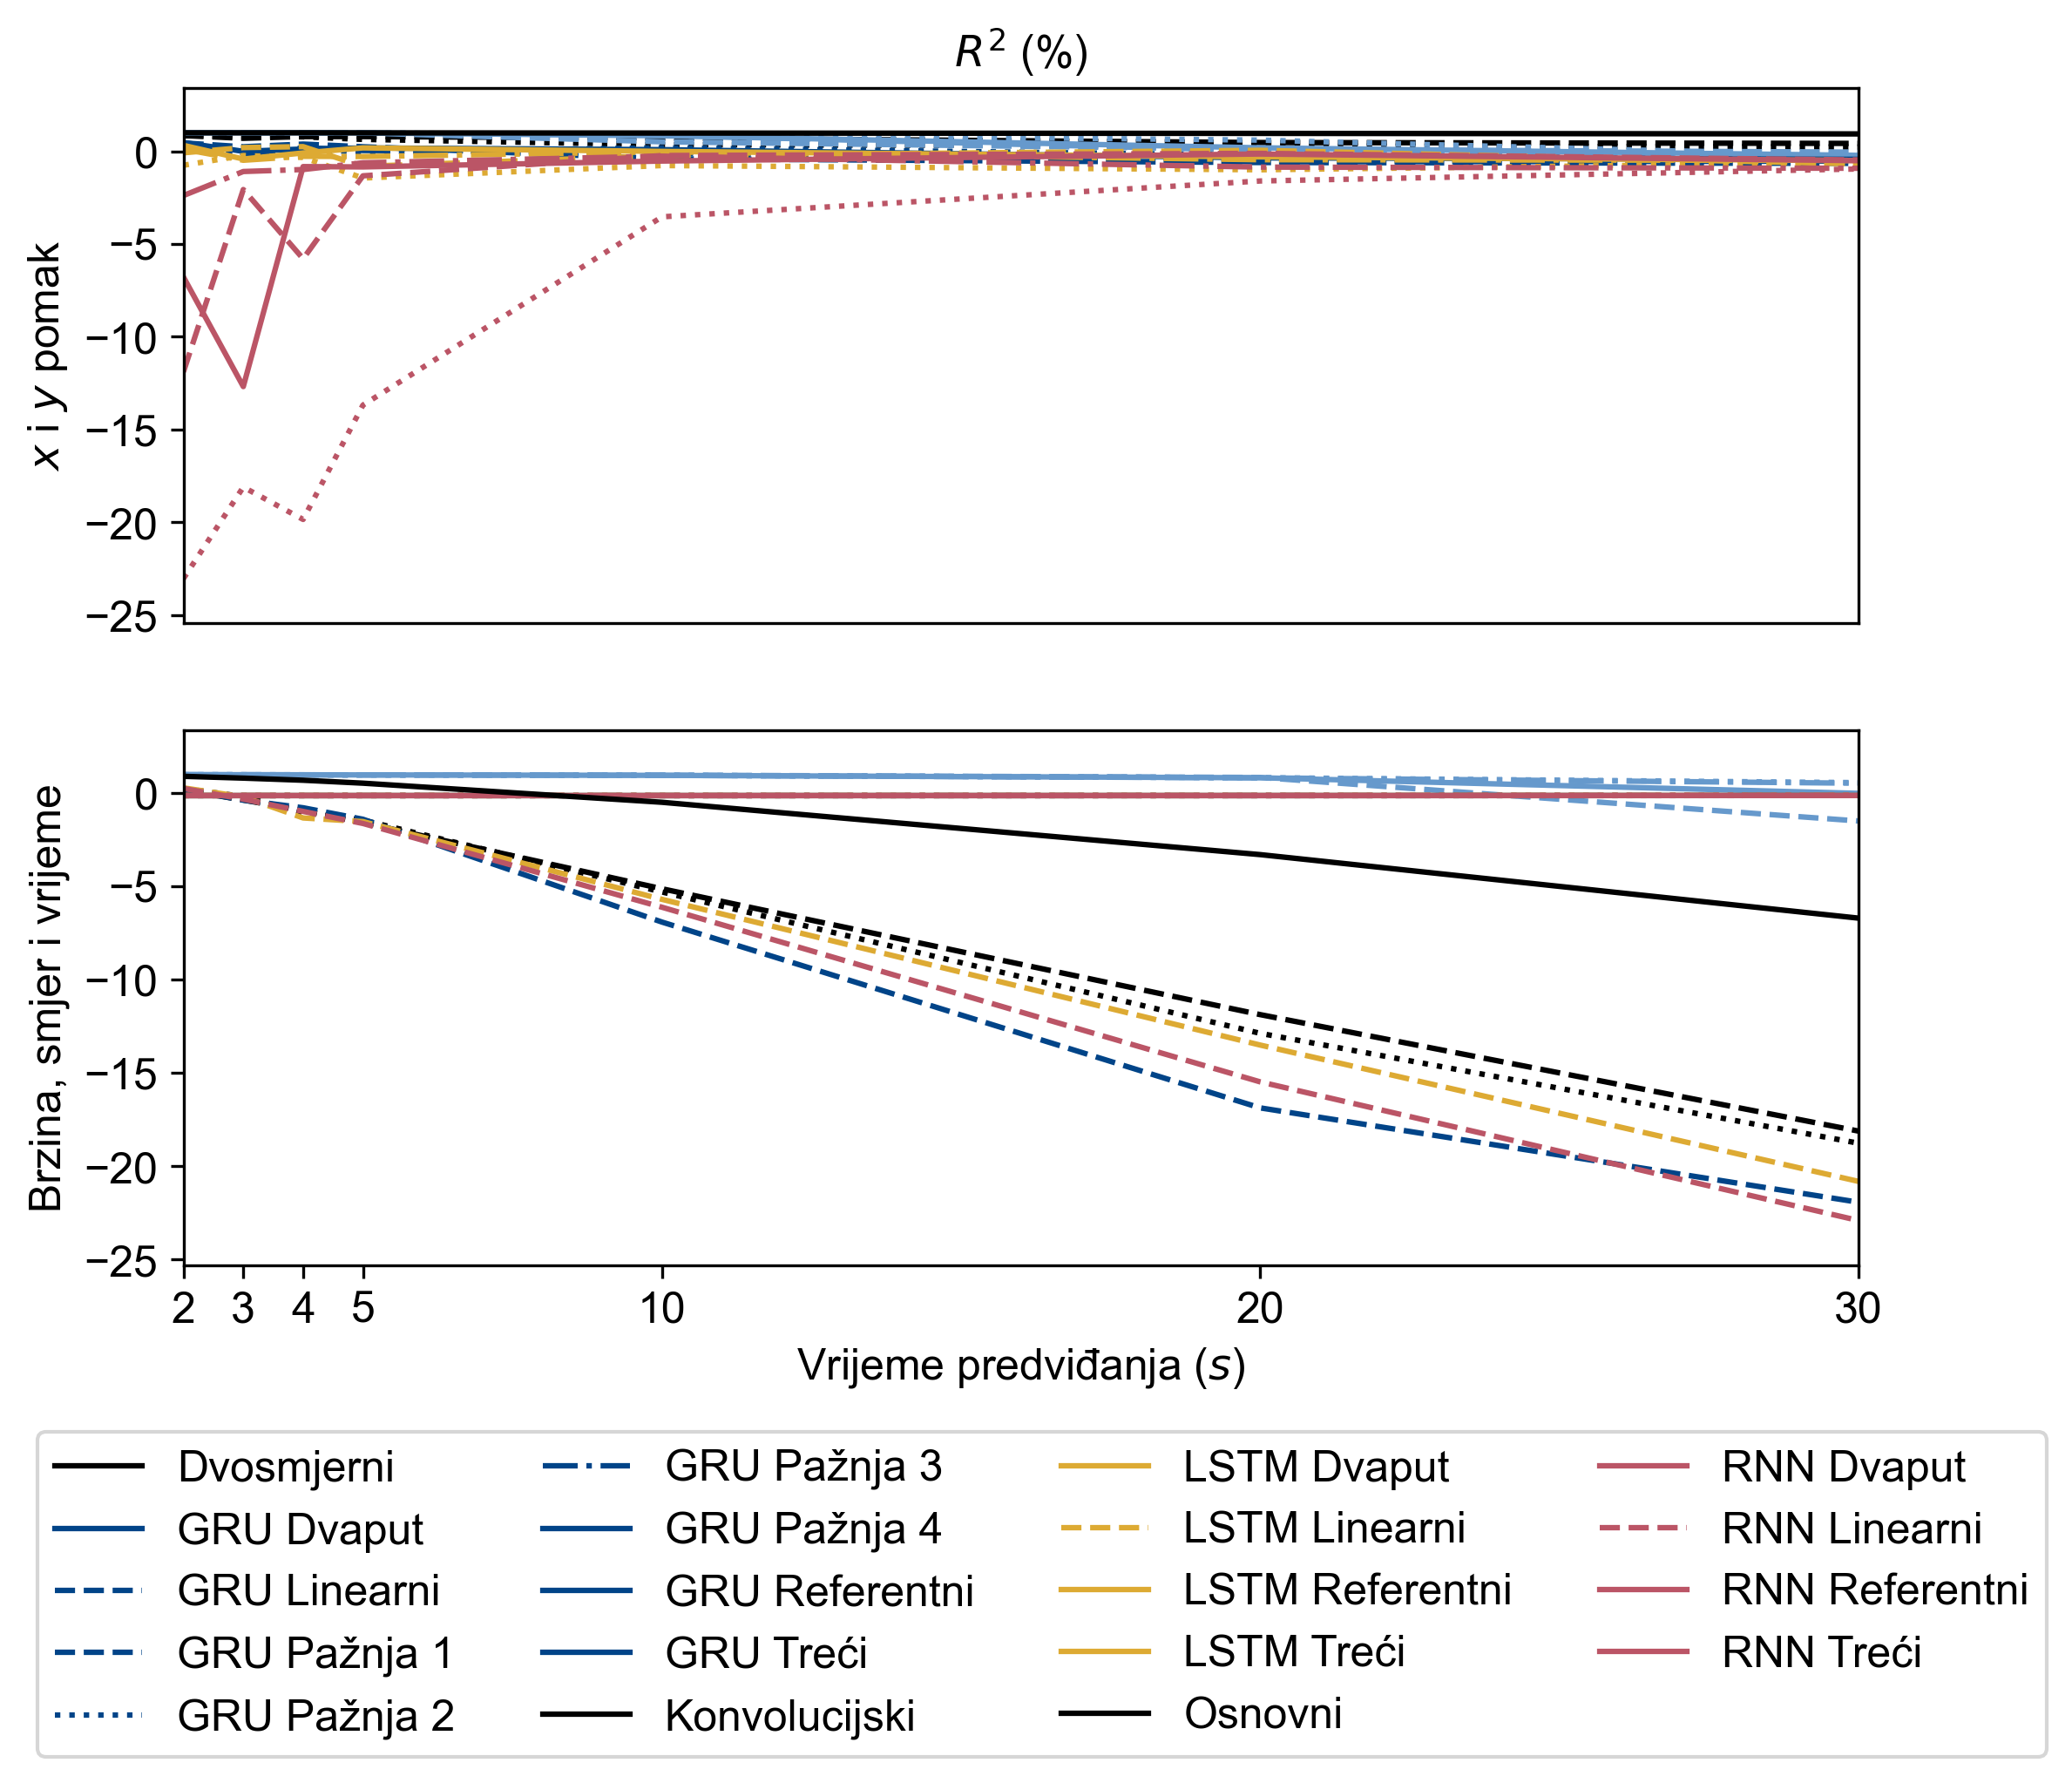 R² (%)
x i y pomak
0
−5
−10
−15
−20
−25
Brzina, smjer i vrijeme
0
−5
−10
−15
−20
−25
2 3 4 5 10 20 30
Vrijeme predviđanja (s)
Dvosmjerni
GRU Dvaput
GRU Linearni
GRU Pažnja 1
GRU Pažnja 2
GRU Pažnja 3
GRU Pažnja 4
GRU Referentni
GRU Treći
Konvolucijski
LSTM Dvaput
LSTM Linearni
LSTM Referentni
LSTM Treći
Osnovni
RNN Dvaput
RNN Linearni
RNN Referentni
RNN Treći